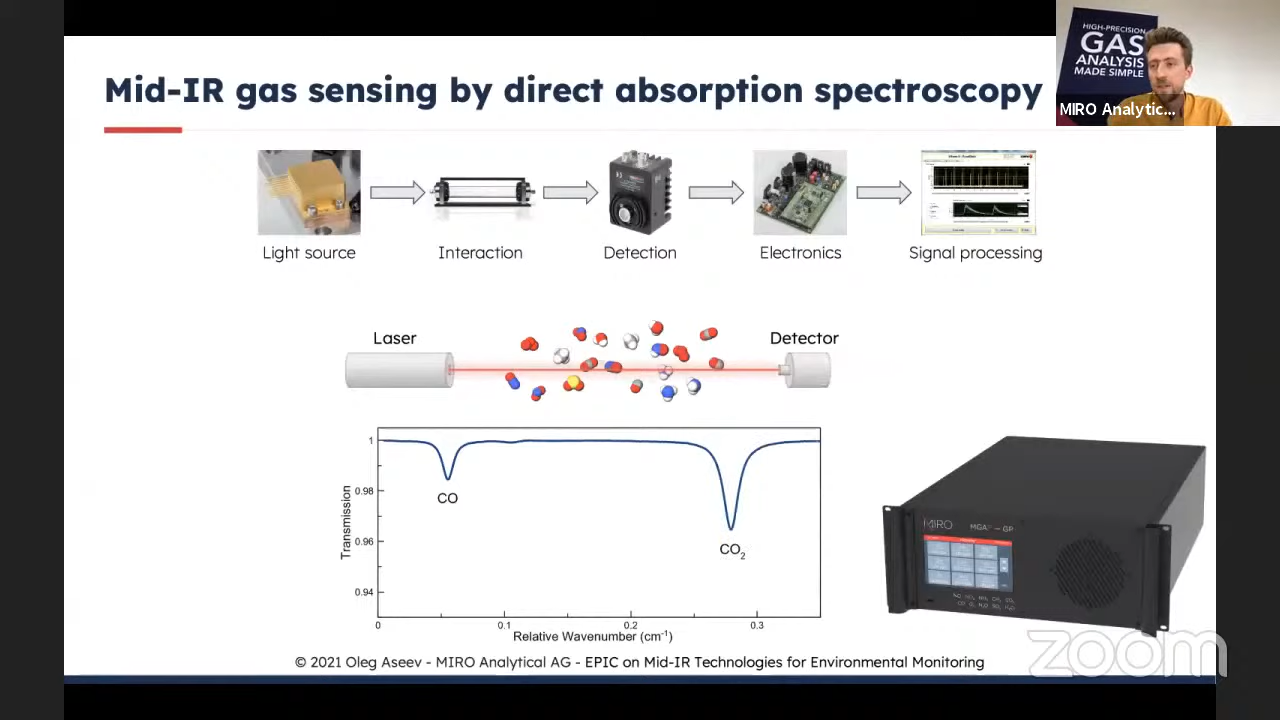 Mid-IR gas sensing by direct absorption spectroscopy
HIGH-PRECISION
GAS
ANALYSIS
MADE SIMPLE
MIRO Analytic...
Light source
Interaction
Detection
Electronics
Signal processing
Laser
Detector
Transmission
1
0.98
0.96
0.94
CO
CO₂
0
0.1
0.2
0.3
Relative Wavenumber (cm⁻¹)
MIRO
zoom
© 2021 Oleg Aseev - MIRO Analytical AG - EPIC on Mid-IR Technologies for Environmental Monitoring